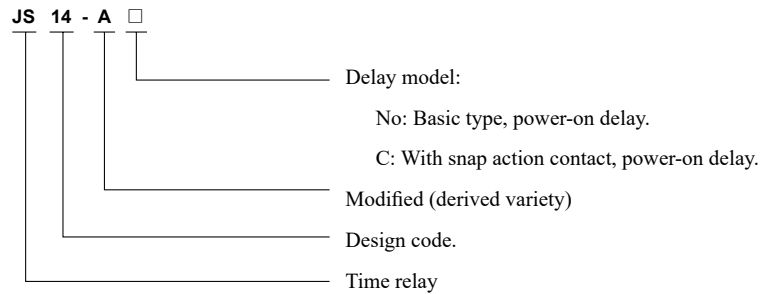 JS 14 - A □
Delay model:
No: Basic type, power-on delay.
C: With snap action contact, power-on delay.
Modified (derived variety)
Design code.
Time relay